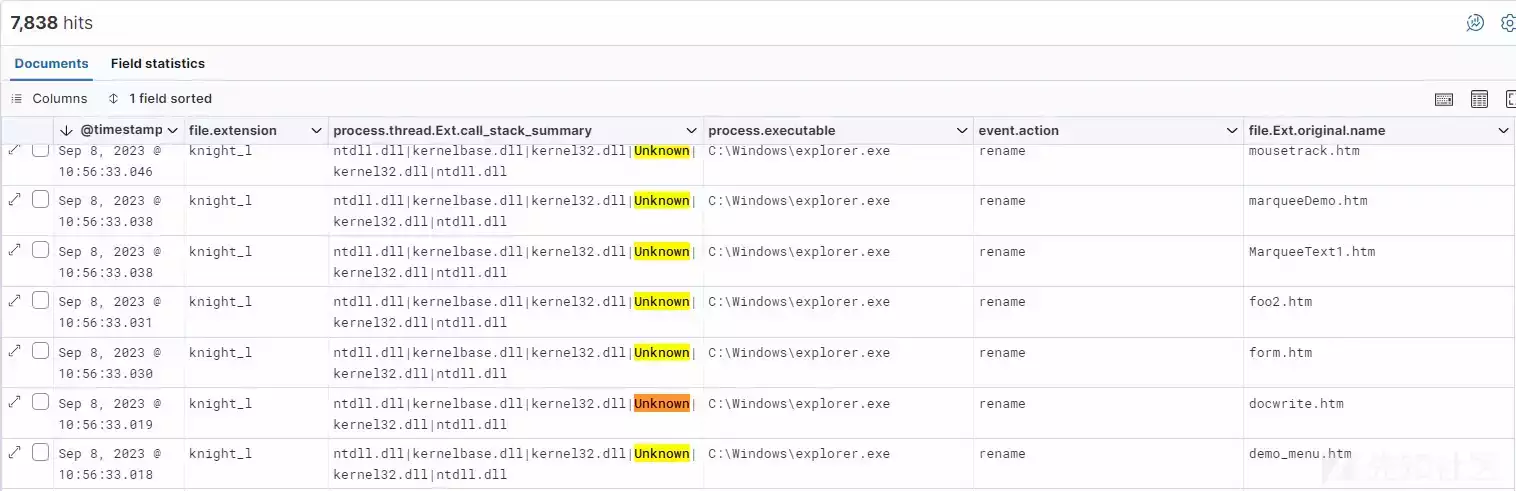 7,838 hits
Documents Field statistics
Columns 1 field sorted
@timestamp file.extension process.thread.Ext.call_stack_summary process.executable event.action file.Ext.original.name
Sep 8, 2023 @ knight_l ntdll.dll|kernelbase.dll|kernel32.dll|Unknown| C:\Windows\explorer.exe rename mousetrack.htm
10:56:33.046 kernel32.dll|ntdll.dll
Sep 8, 2023 @ knight_l ntdll.dll|kernelbase.dll|kernel32.dll|Unknown| C:\Windows\explorer.exe rename marqueeDemo.htm
10:56:33.038 kernel32.dll|ntdll.dll
Sep 8, 2023 @ knight_l ntdll.dll|kernelbase.dll|kernel32.dll|Unknown| C:\Windows\explorer.exe rename MarqueeText1.htm
10:56:33.038 kernel32.dll|ntdll.dll
Sep 8, 2023 @ knight_l ntdll.dll|kernelbase.dll|kernel32.dll|Unknown| C:\Windows\explorer.exe rename foo2.htm
10:56:33.031 kernel32.dll|ntdll.dll
Sep 8, 2023 @ knight_l ntdll.dll|kernelbase.dll|kernel32.dll|Unknown| C:\Windows\explorer.exe rename form.htm
10:56:33.030 kernel32.dll|ntdll.dll
Sep 8, 2023 @ knight_l ntdll.dll|kernelbase.dll|kernel32.dll|Unknown| C:\Windows\explorer.exe rename docwrite.htm
10:56:33.019 kernel32.dll|ntdll.dll
Sep 8, 2023 @ knight_l ntdll.dll|kernelbase.dll|kernel32.dll|Unknown| C:\Windows\explorer.exe rename demo_menu.htm
10:56:33.018 kernel32.dll|ntdll.dll